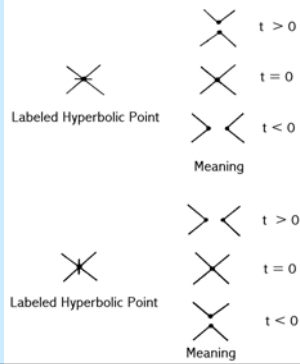 t > 0
t = 0
Labeled Hyperbolic Point
t < 0
Meaning
t > 0
t = 0
Labeled Hyperbolic Point
t < 0
Meaning